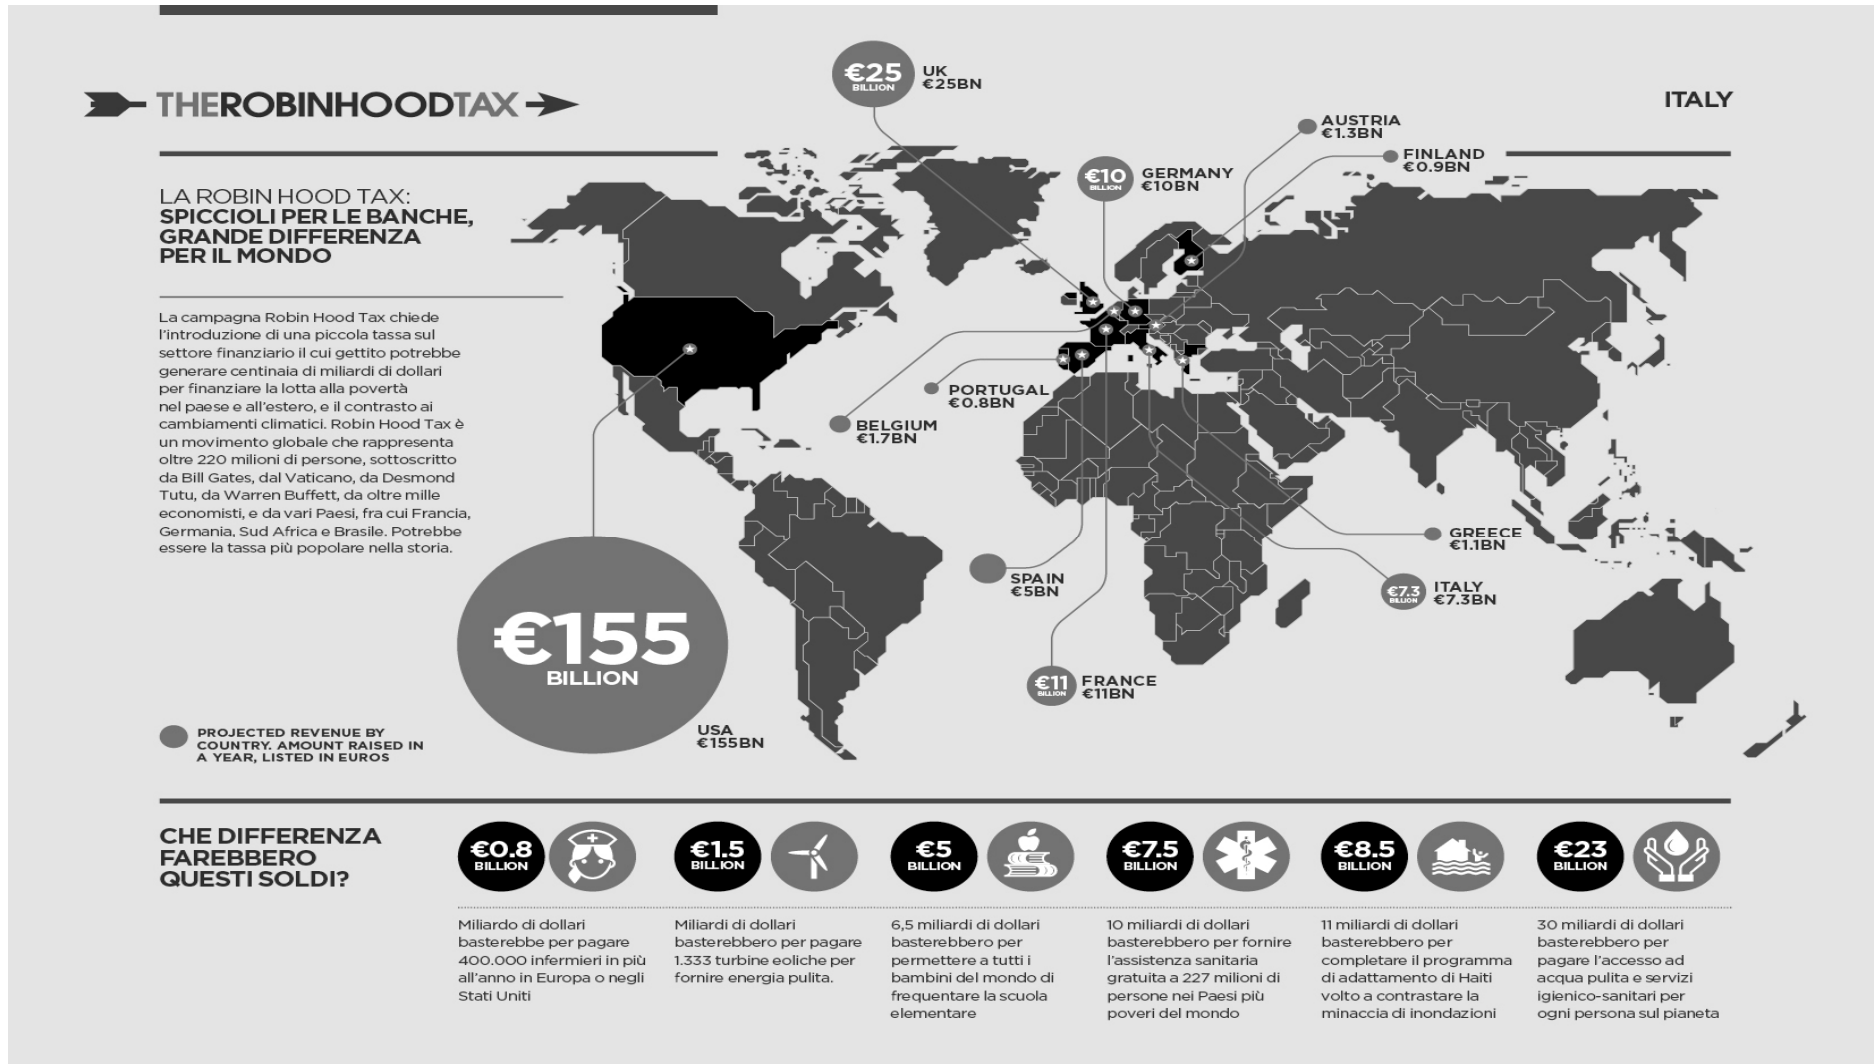 THEROBINHOODTAX
ITALY
LA ROBIN HOOD TAX:
SPICCIOLI PER LE BANCHE,
GRANDE DIFFERENZA
PER IL MONDO
La campagna Robin Hood Tax chiede
l'introduzione di una piccola tassa sul
settore finanziario il cui gettito potrebbe
generare centinaia di miliardi di dollari
per finanziare la lotta alla povertà
nel paese e all'estero, e il contrasto ai
cambiamenti climatici. Robin Hood Tax è
un movimento globale che rappresenta
oltre 220 milioni di persone, sottoscritto
da Bill Gates, dal Vaticano, da Desmond
Tutu, da Warren Buffett, da oltre mille
economisti, e da vari Paesi, fra cui Francia,
Germania, Sud Africa e Brasile. Potrebbe
essere la tassa più popolare nella storia.
€25
BILLION
UK
€25BN
AUSTRIA
€1.3BN
FINLAND
€0.9BN
€10
BILLION
GERMANY
€10BN
PORTUGAL
€0.8BN
BELGIUM
€1.7BN
GREECE
€1.1BN
SPAIN
€5BN
€7.3
BILLION
ITALY
€7.3BN
€11
BILLION
FRANCE
€11BN
€155
BILLION
USA
€155BN
PROJECTED REVENUE BY
COUNTRY. AMOUNT RAISED IN
A YEAR, LISTED IN EUROS
CHE DIFFERENZA
FAREBBERO
QUESTI SOLDI?
€0.8
BILLION
Miliardo di dollari
basterebbe per pagare
400.000 infermieri in più
all'anno in Europa o negli
Stati Uniti
€1.5
BILLION
Miliardi di dollari
basterebbero per pagare
1.333 turbine eoliche per
fornire energia pulita.
€5
BILLION
6,5 miliardi di dollari
basterebbero per
permettere a tutti i
bambini del mondo di
frequentare la scuola
elementare
€7.5
BILLION
10 miliardi di dollari
basterebbero per fornire
l'assistenza sanitaria
gratuita a 227 milioni di
persone nei Paesi più
poveri del mondo
€8.5
BILLION
11 miliardi di dollari
basterebbero per
completare il programma
di adattamento di Haiti
volto a contrastare la
minaccia di inondazioni
€23
BILLION
30 miliardi di dollari
basterebbero per
pagare l'accesso ad
acqua pulita e servizi
igienico-sanitari per
ogni persona sul pianeta